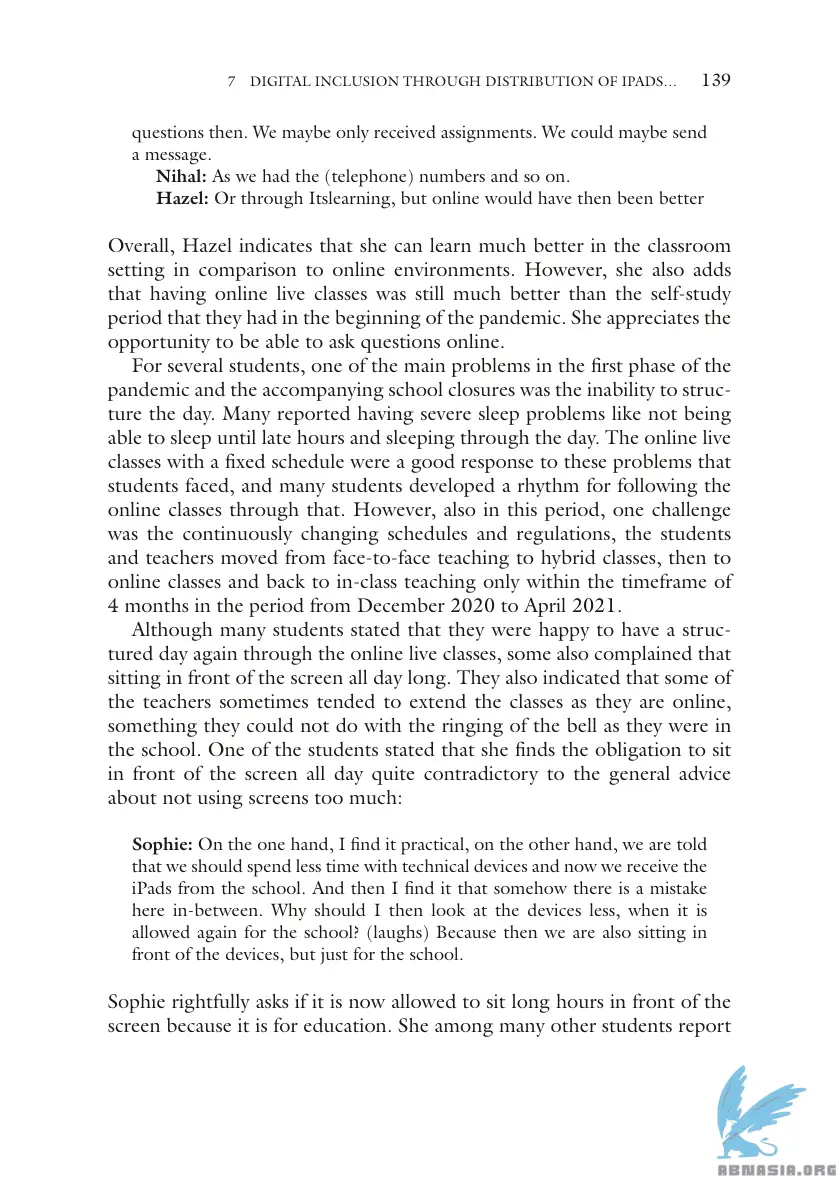 7 DIGITAL INCLUSION THROUGH DISTRIBUTION OF IPADS… 139
questions then. We maybe only received assignments. We could maybe send
a message.
Nihal: As we had the (telephone) numbers and so on.
Hazel: Or through Itslearning, but online would have then been better
Overall, Hazel indicates that she can learn much better in the classroom
setting in comparison to online environments. However, she also adds
that having online live classes was still much better than the self-study
period that they had in the beginning of the pandemic. She appreciates the
opportunity to be able to ask questions online.
For several students, one of the main problems in the first phase of the
pandemic and the accompanying school closures was the inability to struc-
ture the day. Many reported having severe sleep problems like not being
able to sleep until late hours and sleeping through the day. The online live
classes with a fixed schedule were a good response to these problems that
students faced, and many students developed a rhythm for following the
online classes through that. However, also in this period, one challenge
was the continuously changing schedules and regulations, the students
and teachers moved from face-to-face teaching to hybrid classes, then to
online classes and back to in-class teaching only within the timeframe of
4 months in the period from December 2020 to April 2021.
Although many students stated that they were happy to have a struc-
tured day again through the online live classes, some also complained that
sitting in front of the screen all day long. They also indicated that some of
the teachers sometimes tended to extend the classes as they are online,
something they could not do with the ringing of the bell as they were in
the school. One of the students stated that she finds the obligation to sit
in front of the screen all day quite contradictory to the general advice
about not using screens too much:
Sophie: On the one hand, I find it practical, on the other hand, we are told
that we should spend less time with technical devices and now we receive the
iPads from the school. And then I find it that somehow there is a mistake
here in-between. Why should I then look at the devices less, when it is
allowed again for the school? (laughs) Because then we are also sitting in
front of the devices, but just for the school.
Sophie rightfully asks if it is now allowed to sit long hours in front of the
screen because it is for education. She among many other students report
ABNASIA.ORG